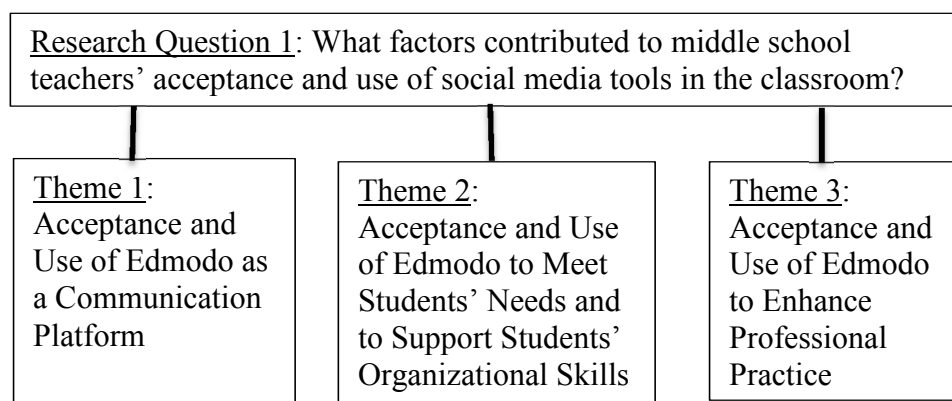 Research Question 1: What factors contributed to middle school
teachers’ acceptance and use of social media tools in the classroom?
Theme 1:
Acceptance and
Use of Edmodo as
a Communication
Platform
Theme 2:
Acceptance and Use
of Edmodo to Meet
Students’ Needs and
to Support Students’
Organizational Skills
Theme 3:
Acceptance and
Use of Edmodo
to Enhance
Professional
Practice